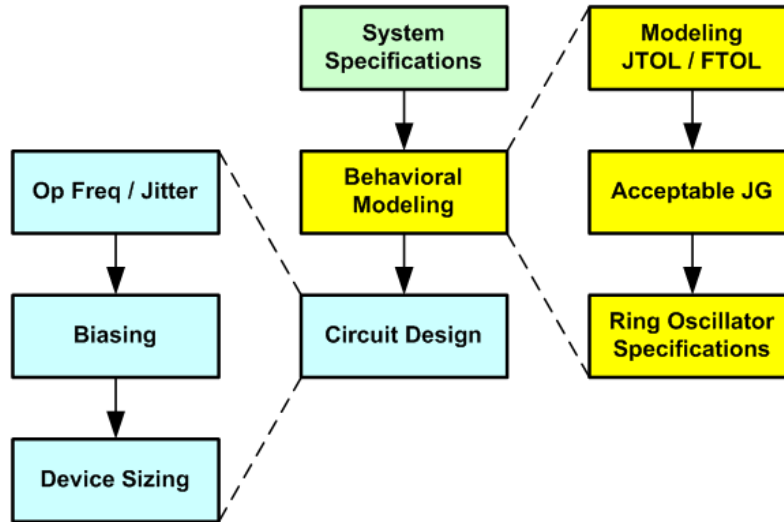 System
Specifications
Modeling
JTOL / FTOL
Op Freq / Jitter
Behavioral
Modeling
Acceptable JG
Biasing
Circuit Design
Ring Oscillator
Specifications
Device Sizing